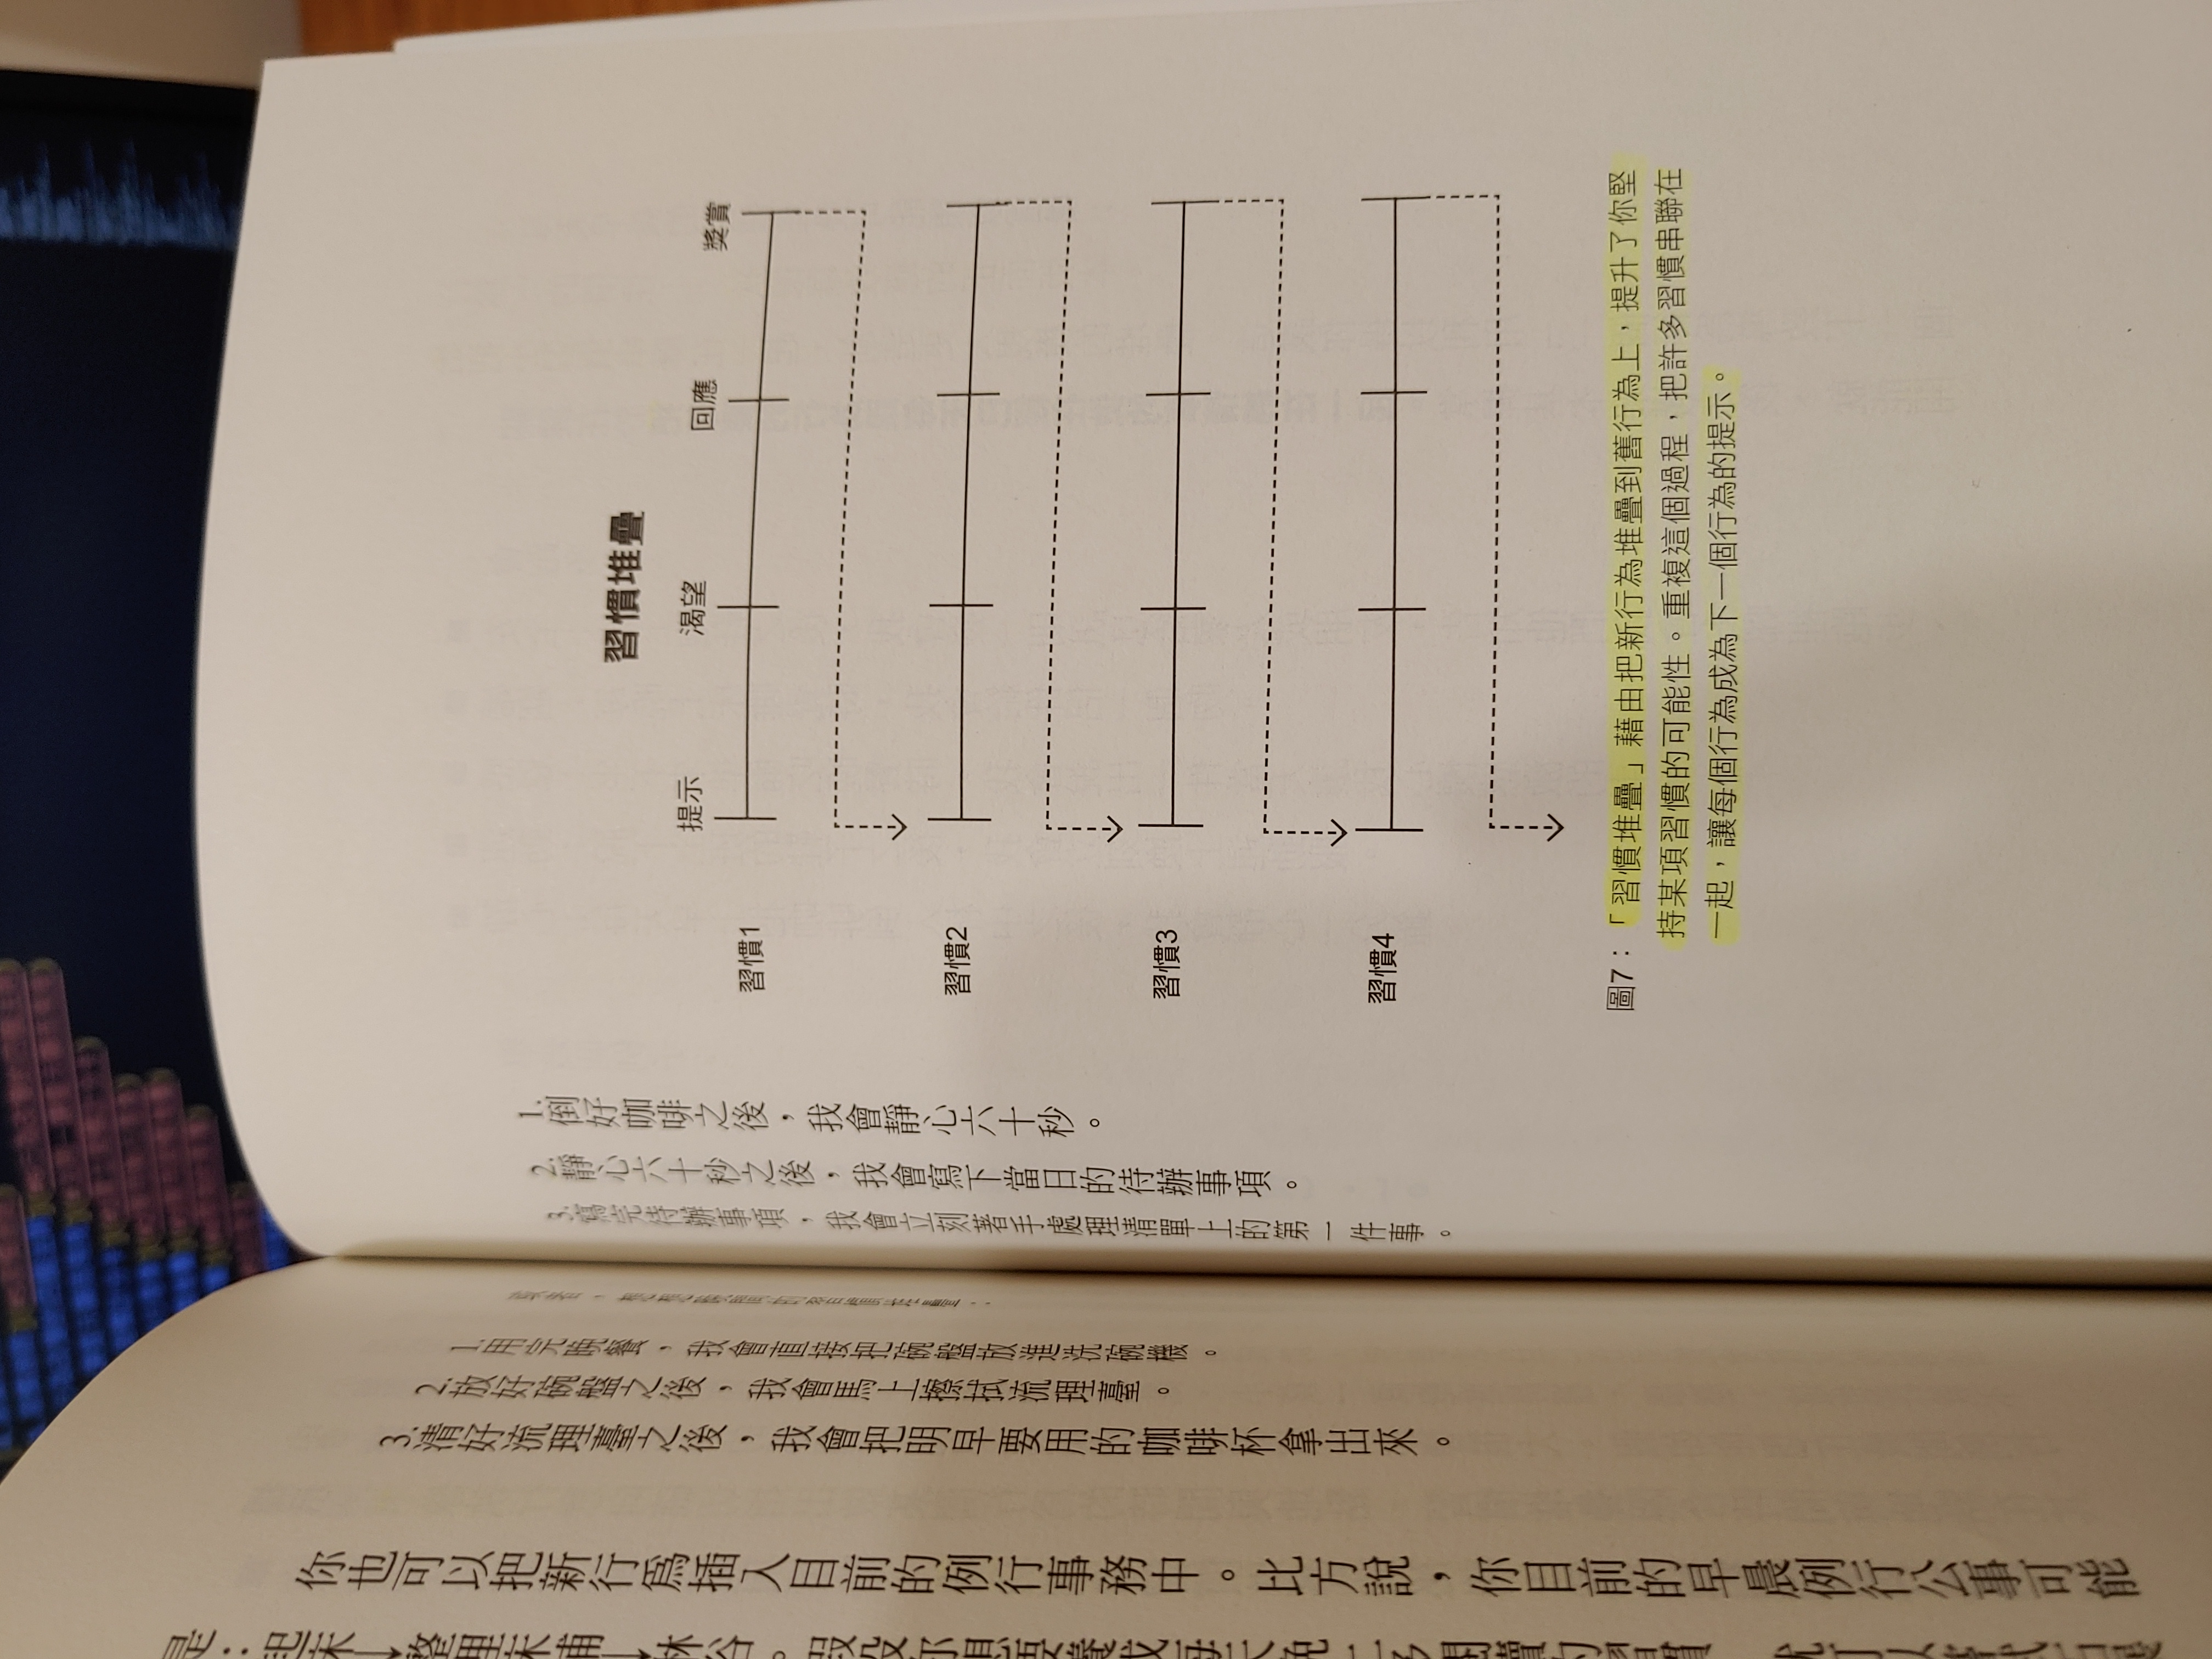 習慣堆疊
提示 渴望 回應 獎賞
習慣1
習慣2
習慣3
習慣4
圖7：「習慣堆疊」藉由把新行為堆疊到舊行為上，提升了你堅
持某項習慣的可能性。重複這個過程，把許多習慣串聯在
一起，讓每個行為成為下一個行為的提示。
1.倒好咖啡之後，我會靜心六十秒。
2.靜心六十秒之後，我會寫下當日的待辦事項。
3.寫完待辦事項，我會立刻著手處理清單上的第一件事。
1.用完晚餐，我會直接把碗盤放進洗碗機。
2.放好碗盤之後，我會馬上擦拭流理臺。
3.清好流理臺之後，我會把明早要用的咖啡杯拿出來。
你也可以把新行為插入目前的例行事務中。比方說，你目前的早晨例行公事可能
是：起床→整理床鋪→淋浴。假設你想要養成每天晚上多閱讀的習慣